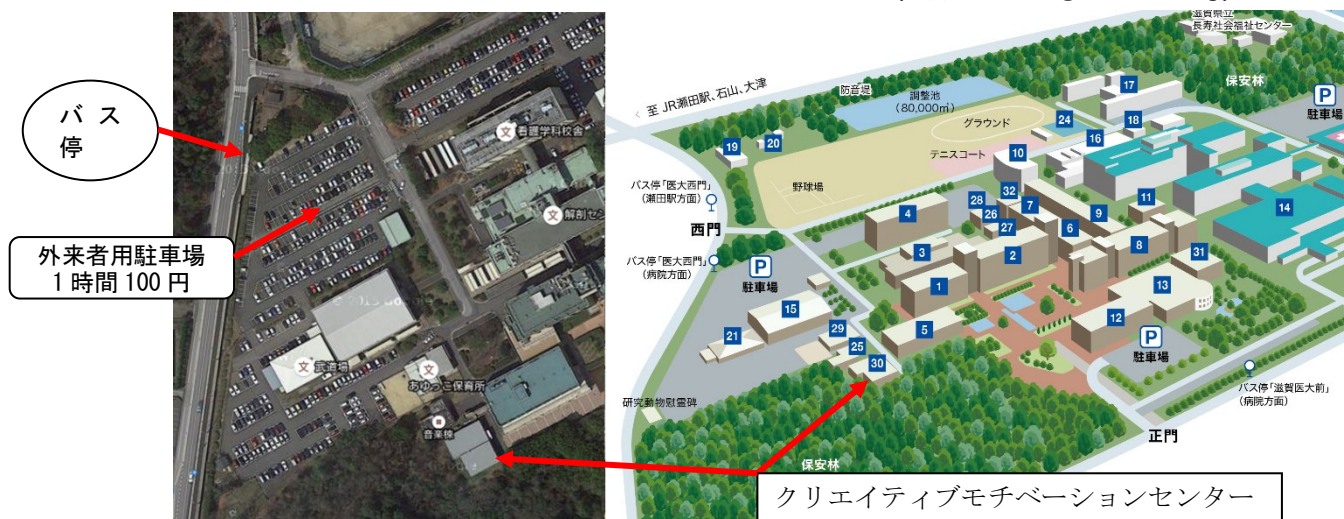 バス
停
外来者用駐車場
1時間100円
看護学科校舎
解剖セン
武道場
あゆっこ保育所
音楽棟
滋賀県立
長寿社会福祉センター
保安林
至 JR瀬田駅、石山、大津
防音堤
調整池
(80,000㎡)
グラウンド
テニスコート
野球場
バス停「医大西門」
(瀬田駅方面)
西門
バス停「医大西門」
(病院方面)
P
駐車場
P
駐車場
P
駐車場
17
18
24
16
10
19
20
32
28
7
26
27
9
11
14
4
6
8
3
2
31
1
13
15
12
5
21
29
25
30
研究動物慰霊碑
バス停「滋賀医大前」
(病院方面)
正門
保安林
クリエイティブモチベーションセンター